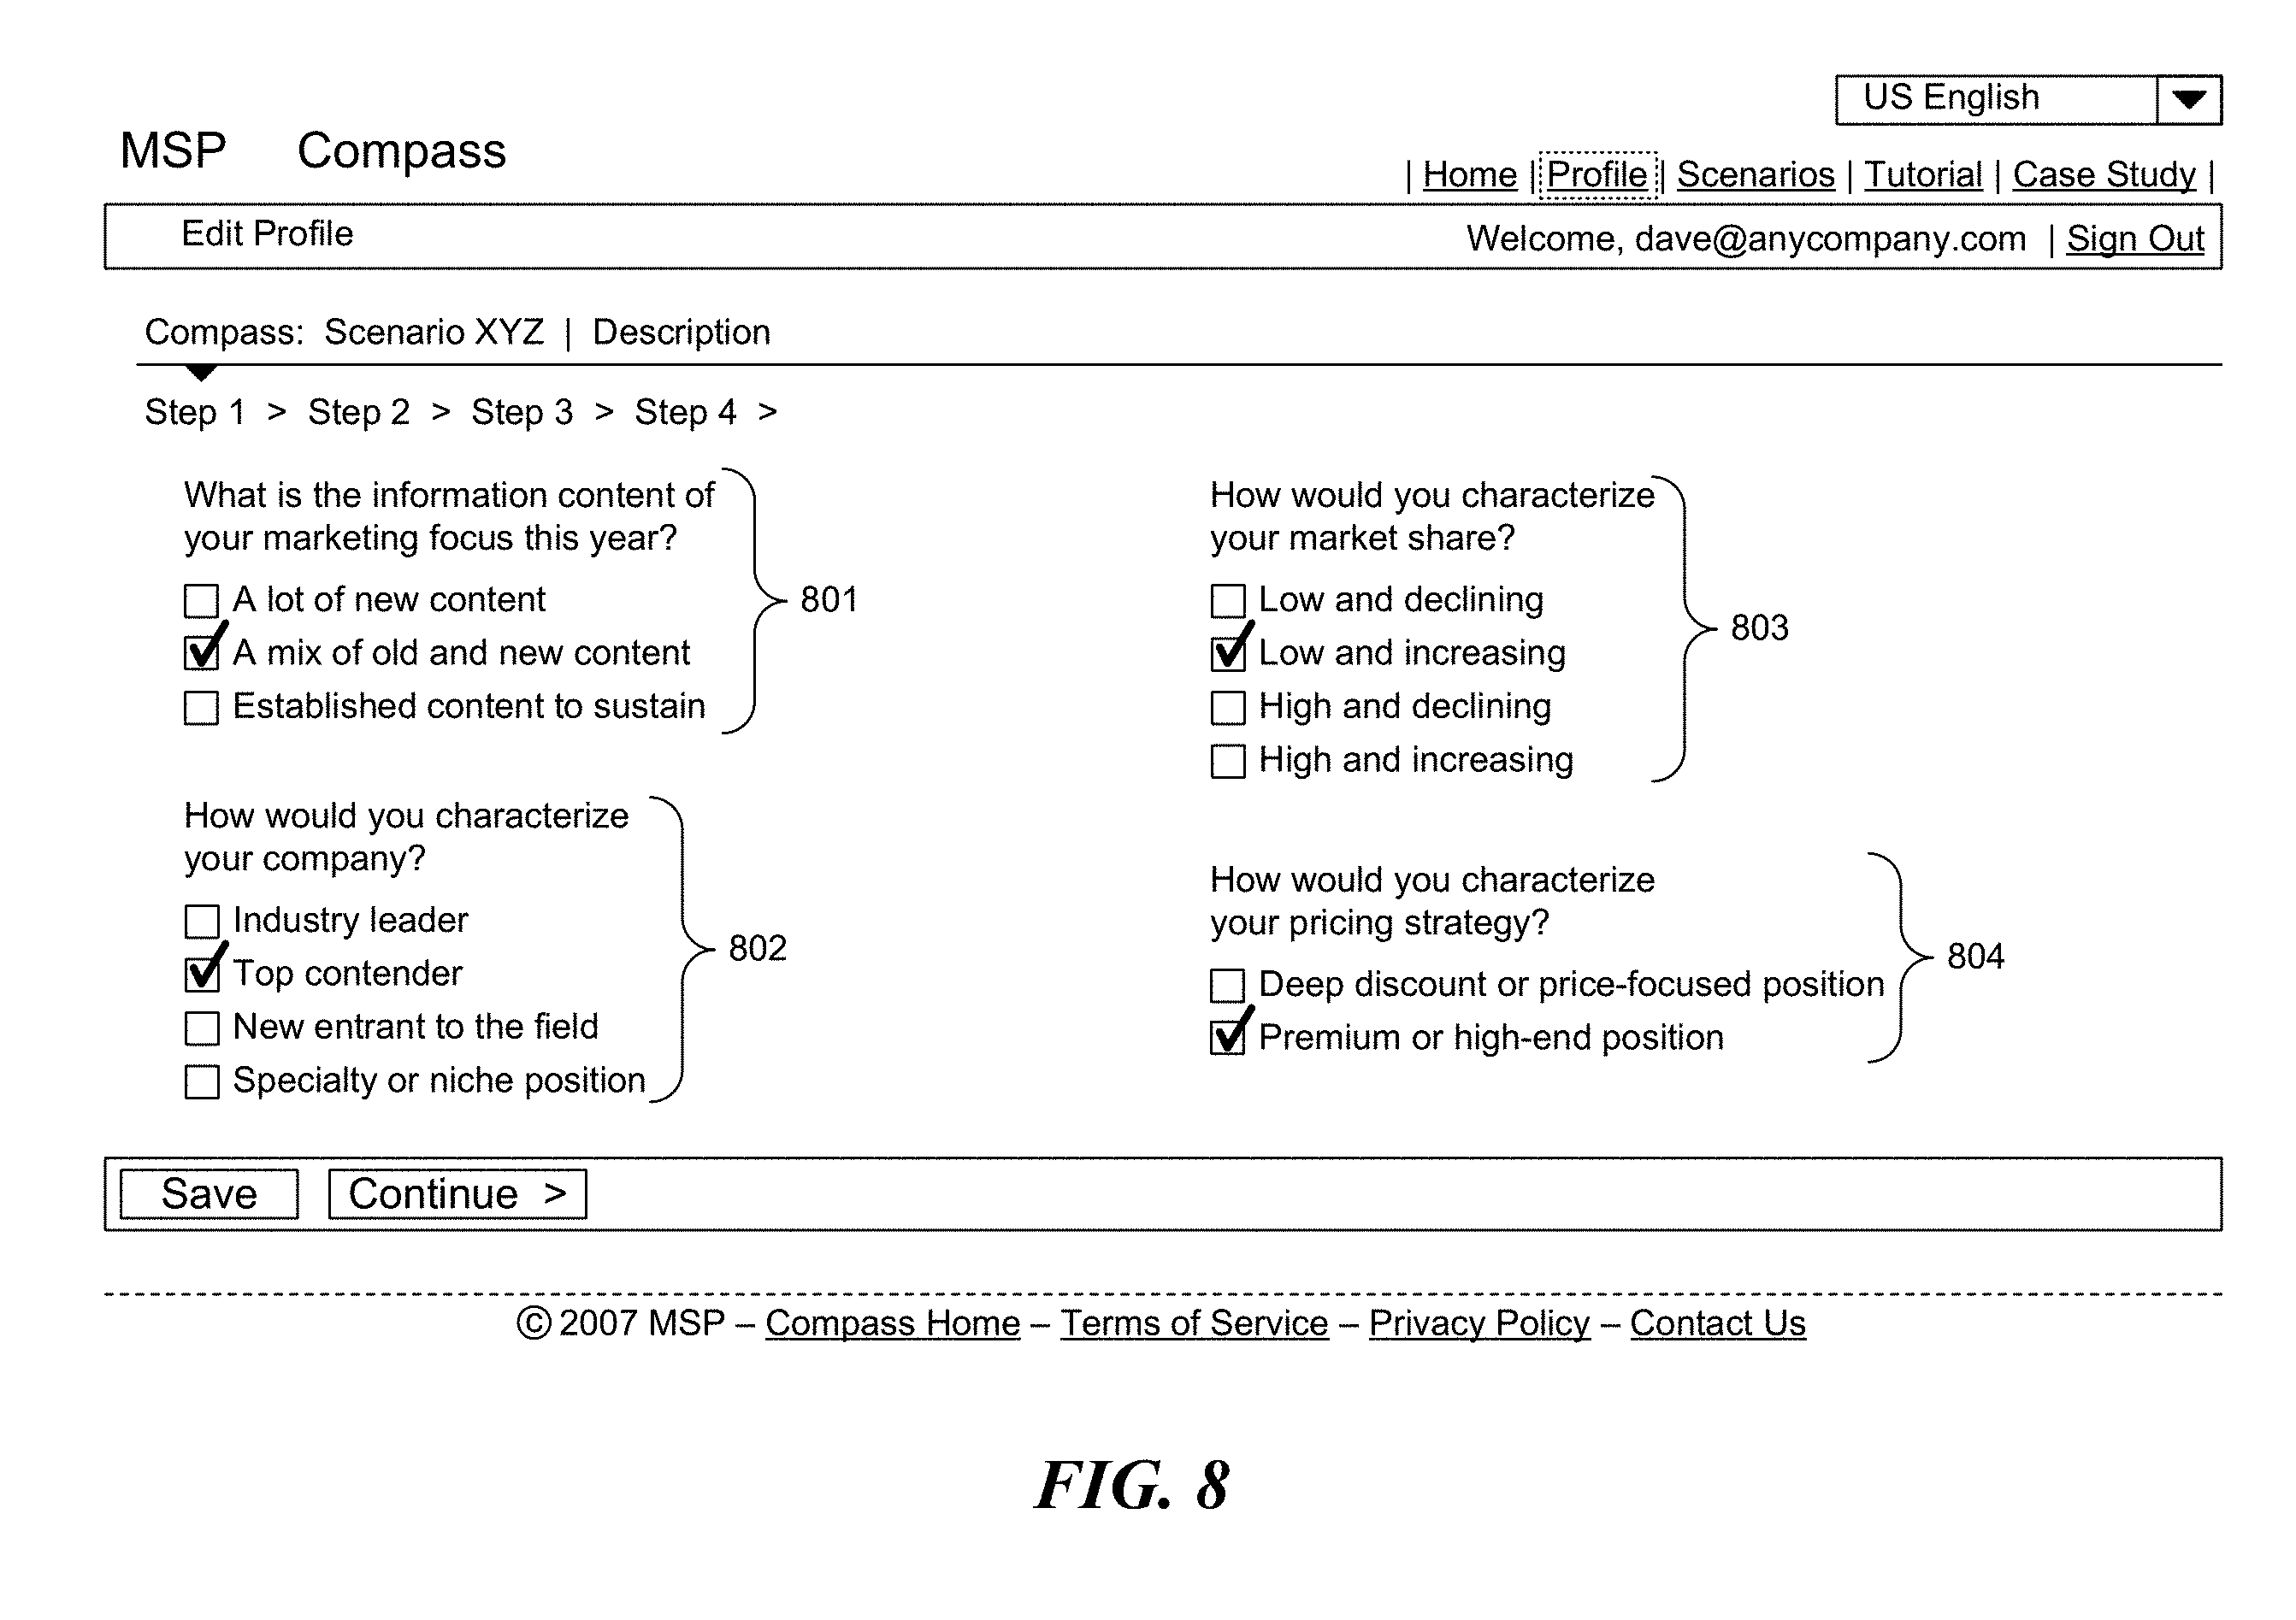 US English
MSP Compass
| Home | Profile | Scenarios | Tutorial | Case Study |
Edit Profile
Welcome, dave@anycompany.com | Sign Out
Compass: Scenario XYZ | Description
Step 1 > Step 2 > Step 3 > Step 4 >
What is the information content of
your marketing focus this year?
A lot of new content
A mix of old and new content
Established content to sustain
801
How would you characterize
your company?
Industry leader
Top contender
New entrant to the field
Specialty or niche position
802
How would you characterize
your market share?
Low and declining
Low and increasing
High and declining
High and increasing
803
How would you characterize
your pricing strategy?
Deep discount or price-focused position
Premium or high-end position
804
Save
Continue >
© 2007 MSP – Compass Home – Terms of Service – Privacy Policy – Contact Us
FIG. 8